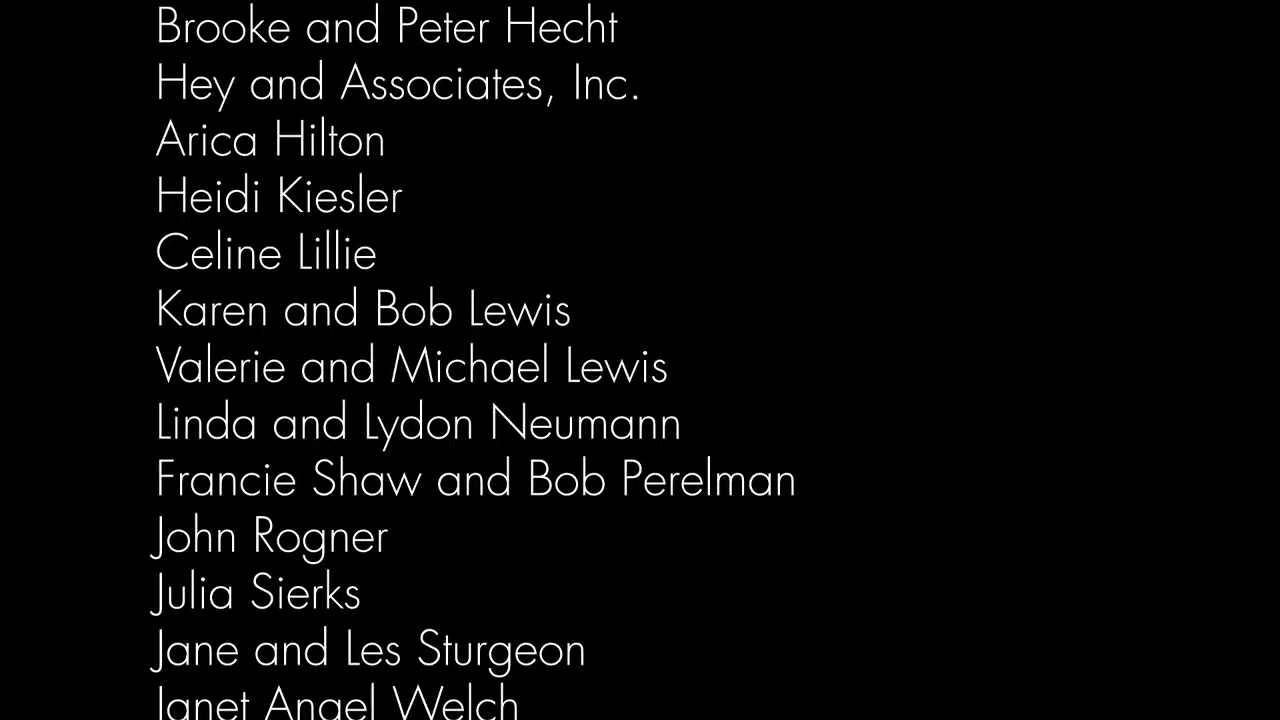 Brooke and Peter Hecht
Hey and Associates, Inc.
Arica Hilton
Heidi Kiesler
Celine Lillie
Karen and Bob Lewis
Valerie and Michael Lewis
Linda and Lydon Neumann
Francie Shaw and Bob Perelman
John Rogner
Julia Sierks
Jane and Les Sturgeon
Janet Angel Welch